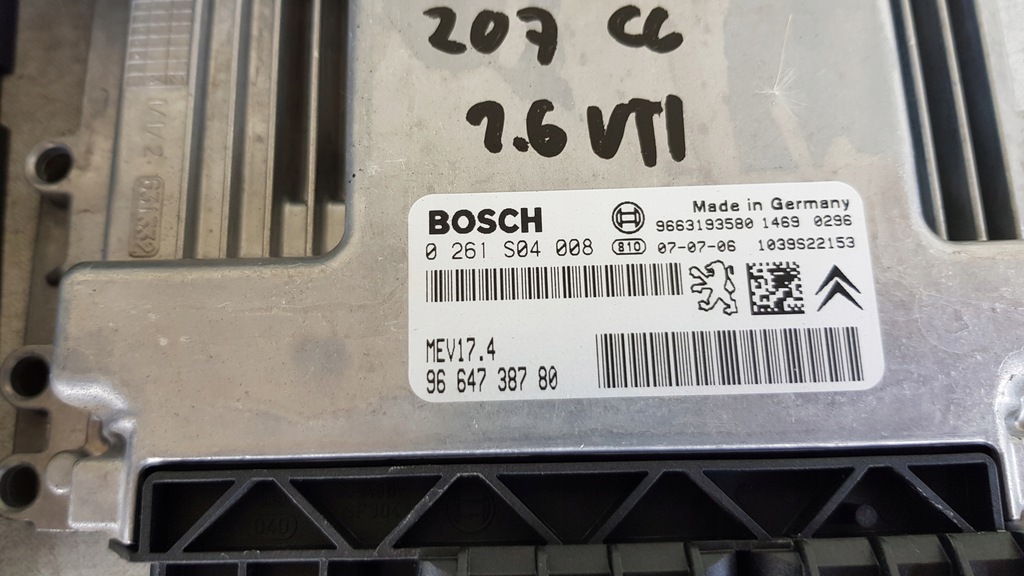 207 CC
1.6 VTI
BOSCH
Made in Germany
9663193580 1469 0296
0 261 S04 008 810 07-07-06 1039S22153
MEV17.4
96 647 387 80
040